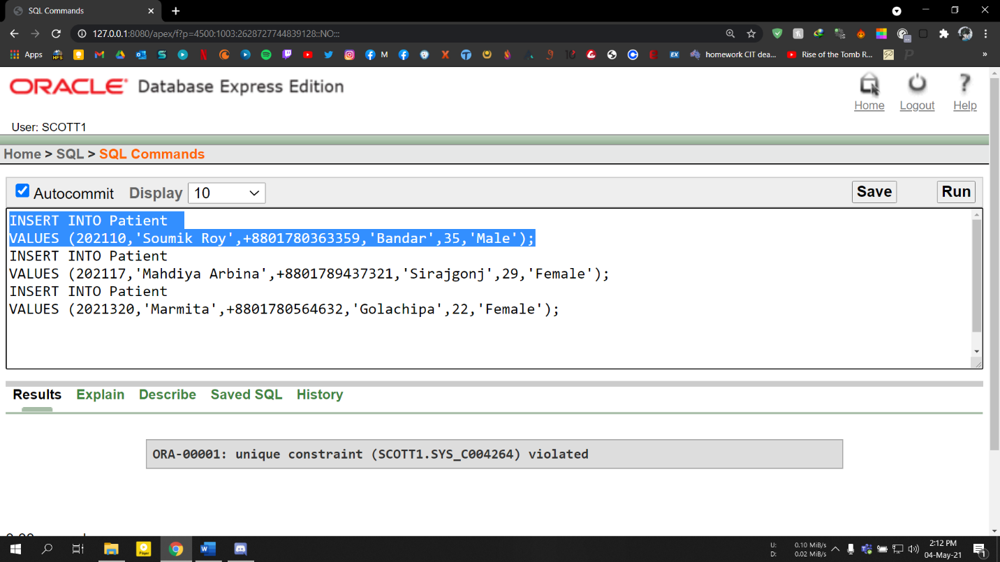 SQL Commands
127.0.0.1:8080/apex/f?p=4500:1003:2628727744839128::NO:::
Apps
M
homework CIT dea...
Rise of the Tomb R...
»
ORACLE Database Express Edition
Home
Logout
Help
User: SCOTT1
Home > SQL > SQL Commands
Autocommit
Display
10
Save
Run
INSERT INTO Patient
VALUES (202110,'Soumik Roy',+8801780363359,'Bandar',35,'Male');
INSERT INTO Patient
VALUES (202117,'Mahdiya Arbina',+8801789437321,'Sirajgonj',29,'Female');
INSERT INTO Patient
VALUES (2021320,'Marmita',+8801780564632,'Golachipa',22,'Female');
Results
Explain
Describe
Saved SQL
History
ORA-00001: unique constraint (SCOTT1.SYS_C004264) violated
U: 0.10 MiB/s
D: 0.02 MiB/s
2:12 PM
04-May-21
1